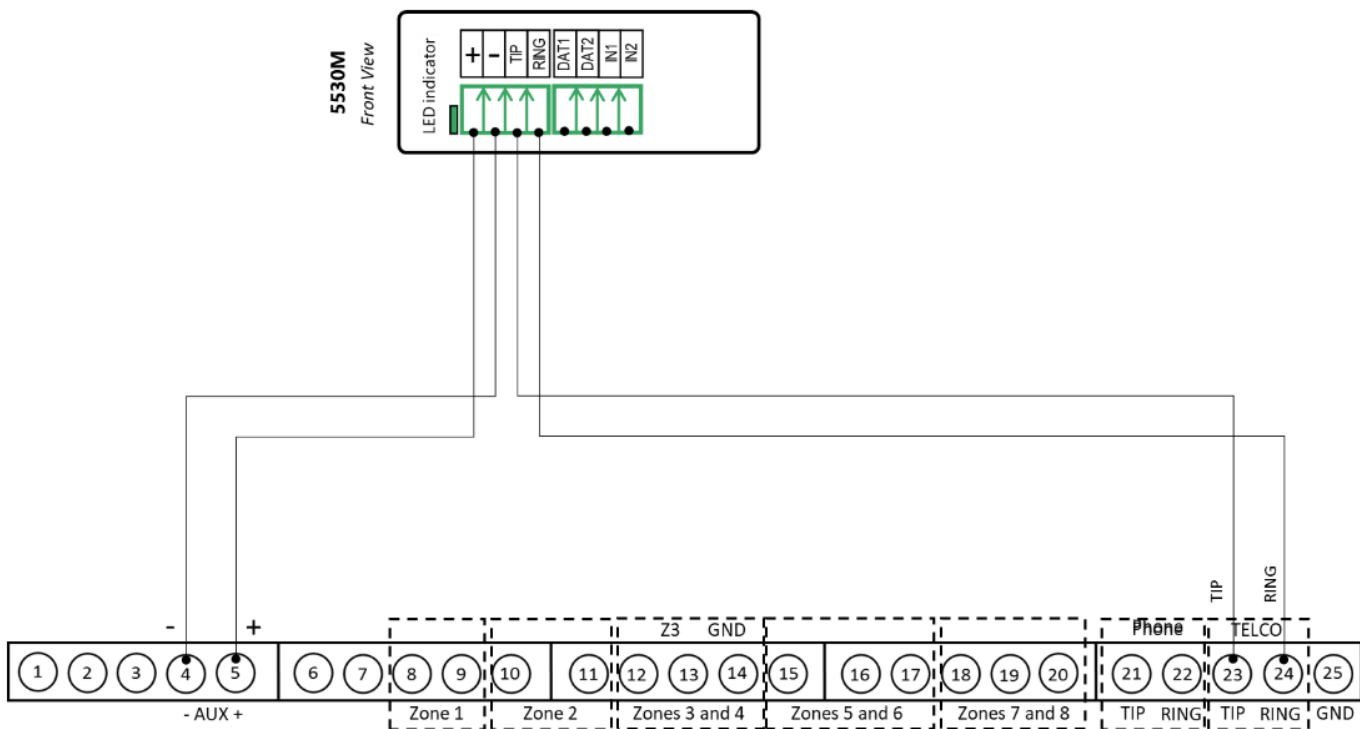 5530M
Front View
LED indicator
+
-
TIP
RING
DAT1
DAT2
IN1
IN2
TIP
RING
- +
Z3 GND
Phone
TELCO
1 2 3 4 5 6 7 8 9 10 11 12 13 14 15 16 17 18 19 20 21 22 23 24 25
- AUX +
Zone 1
Zone 2
Zones 3 and 4
Zones 5 and 6
Zones 7 and 8
TIP RING TIP RING GND